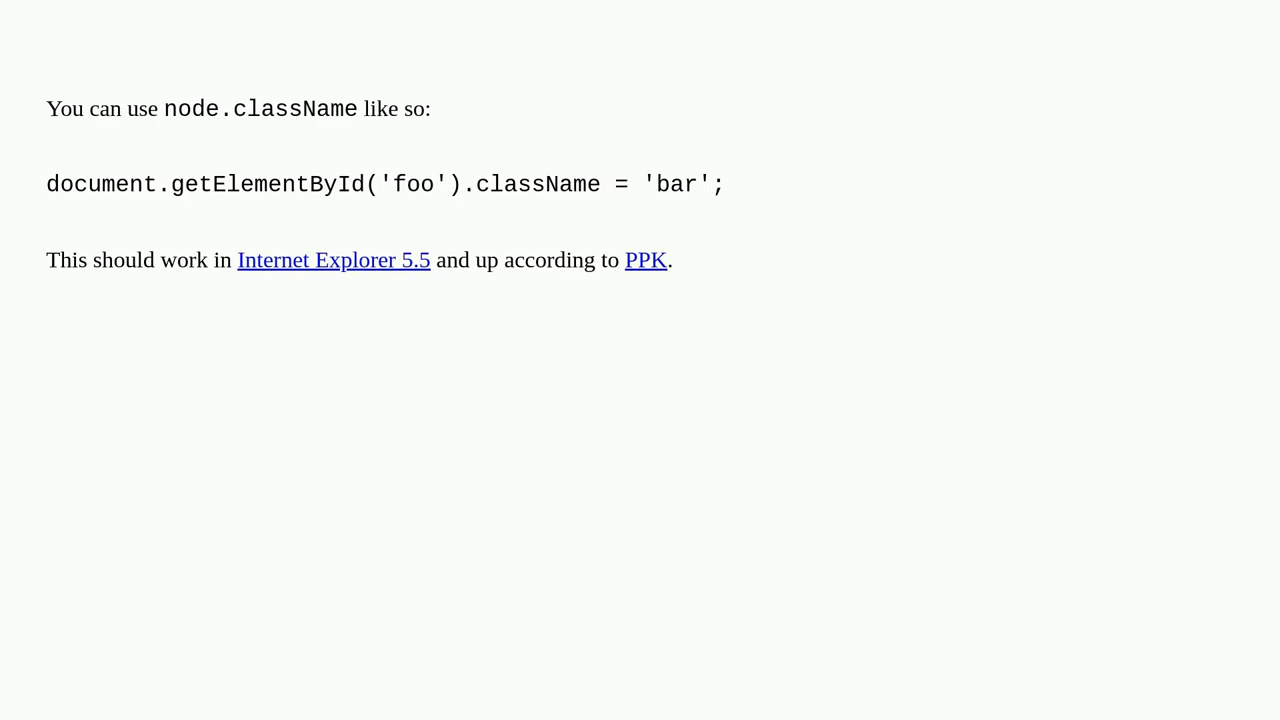 You can use node.className like so:
document.getElementById('foo').className = 'bar';
This should work in Internet Explorer 5.5 and up according to PPK.